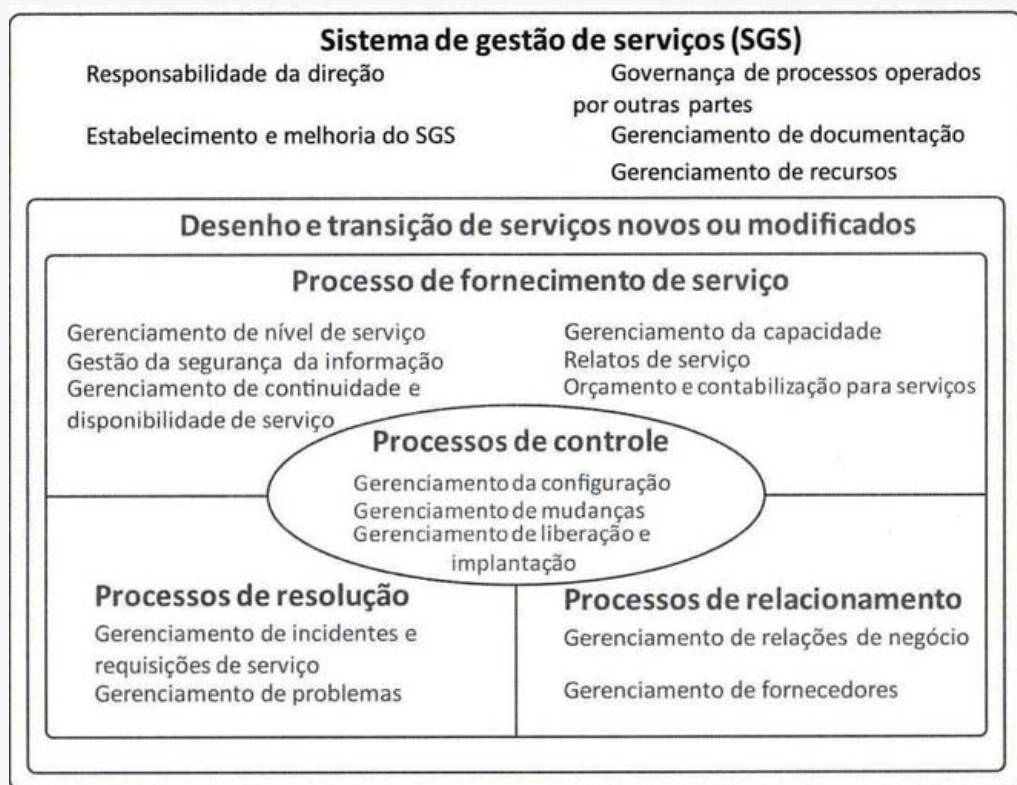 Sistema de gestão de serviços (SGS)
Responsabilidade da direção
Estabelecimento e melhoria do SGS
Governança de processos operados
por outras partes
Gerenciamento de documentação
Gerenciamento de recursos
Desenho e transição de serviços novos ou modificados
Processo de fornecimento de serviço
Gerenciamento de nível de serviço
Gestão da segurança da informação
Gerenciamento de continuidade e
disponibilidade de serviço
Gerenciamento da capacidade
Relatos de serviço
Orçamento e contabilização para serviços
Processos de controle
Gerenciamento da configuração
Gerenciamento de mudanças
Gerenciamento de liberação e
implantação
Processos de resolução
Gerenciamento de incidentes e
requisições de serviço
Gerenciamento de problemas
Processos de relacionamento
Gerenciamento de relações de negócio
Gerenciamento de fornecedores